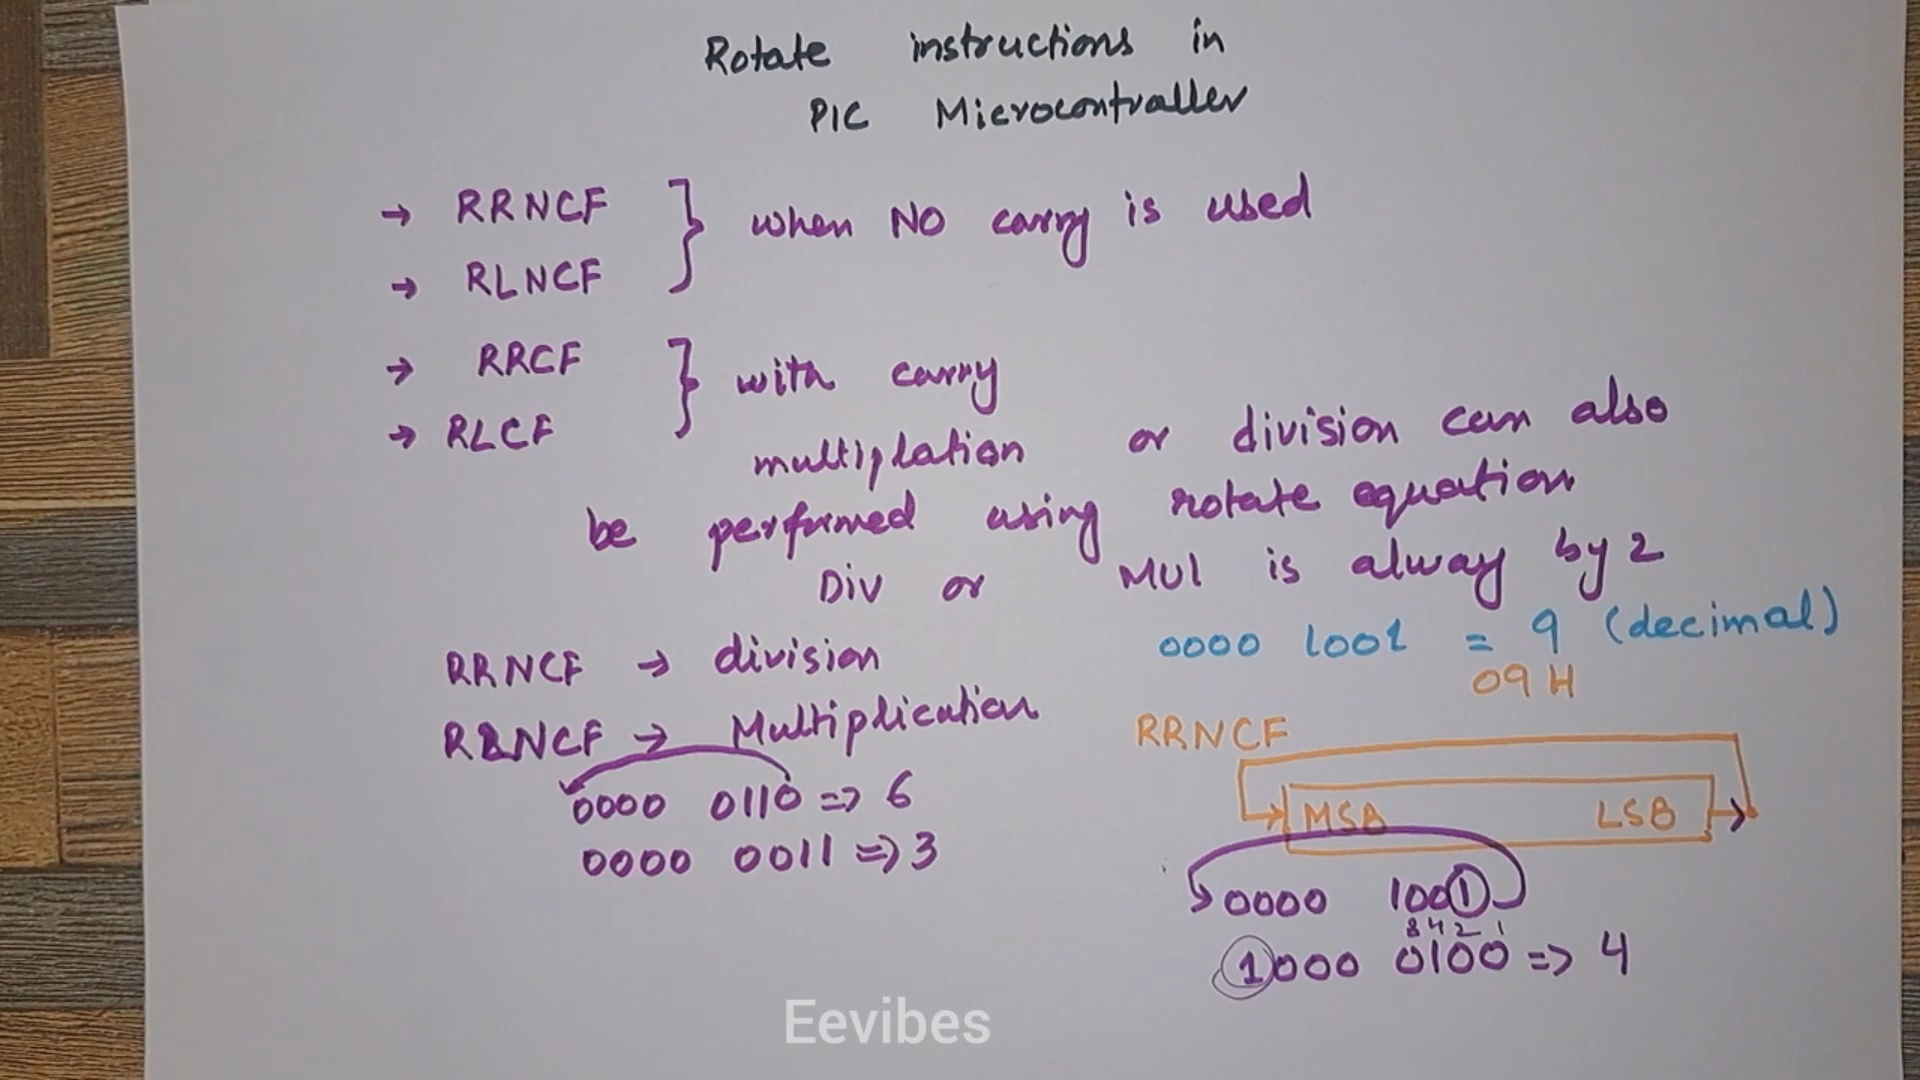 Rotate instructions in
PIC Microcontroller
→ RRNCF
→ RLNCF
} when NO carry is used
→ RRCF
→ RLCF
} with carry
multiplation or division can also
be performed using rotate equation
Div or Mul is alway by 2
RRNCF → division
RLNCF → Multiplication
0000 0110 => 6
0000 0011 => 3
0000 1001 = 9 (decimal)
09 H
RRNCF
MSB LSB
0000 1001
8 4 2 1
1000 0100 => 4
Eevibes